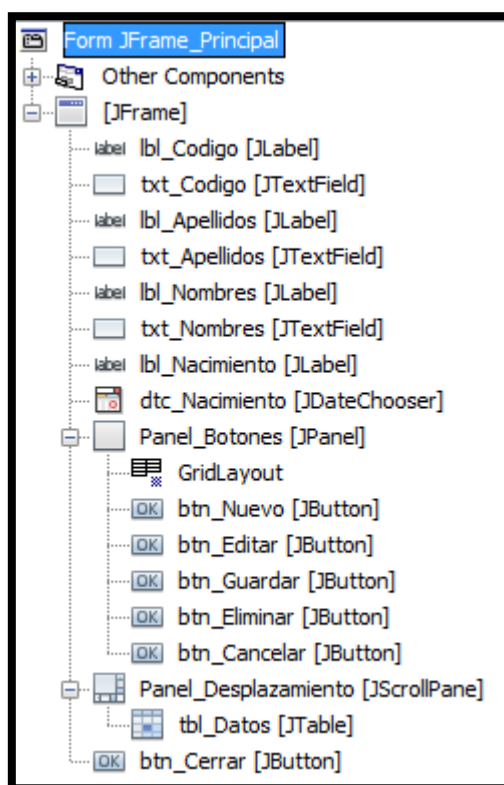 Form JFrame_Principal
Other Components
[JFrame]
label lbl_Codigo [JLabel]
txt_Codigo [JTextField]
label lbl_Apellidos [JLabel]
txt_Apellidos [JTextField]
label lbl_Nombres [JLabel]
txt_Nombres [JTextField]
label lbl_Nacimiento [JLabel]
dtc_Nacimiento [JDateChooser]
Panel_Botones [JPanel]
GridLayout
OK btn_Nuevo [JButton]
OK btn_Editar [JButton]
OK btn_Guardar [JButton]
OK btn_Eliminar [JButton]
OK btn_Cancelar [JButton]
Panel_Desplazamiento [JScrollPane]
tbl_Datos [JTable]
OK btn_Cerrar [JButton]